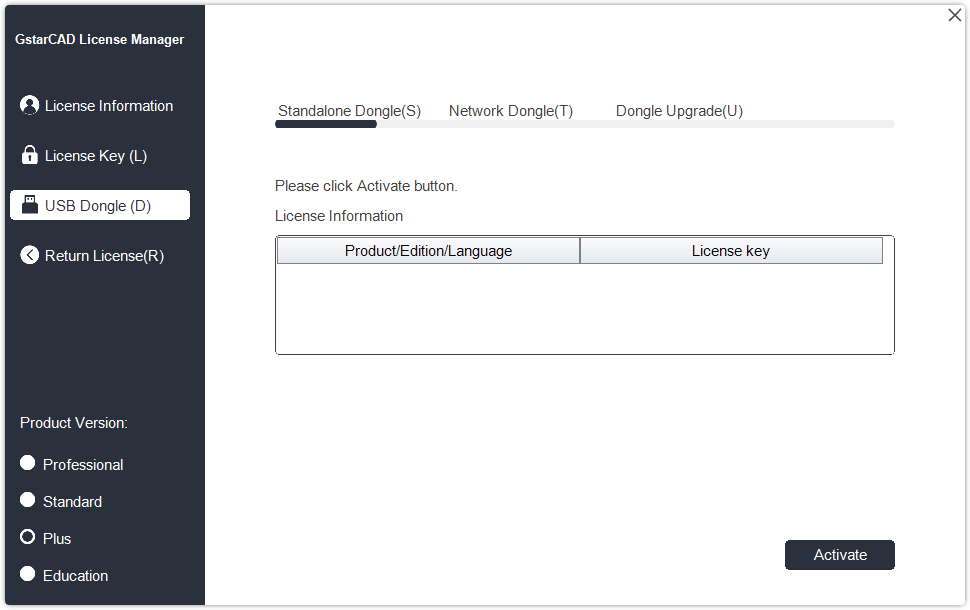 GstarCAD License Manager
License Information
License Key (L)
USB Dongle (D)
Return License(R)
Product Version:
Professional
Standard
Plus
Education
Standalone Dongle(S) Network Dongle(T) Dongle Upgrade(U)
Please click Activate button.
License Information
Product/Edition/Language License key
Activate